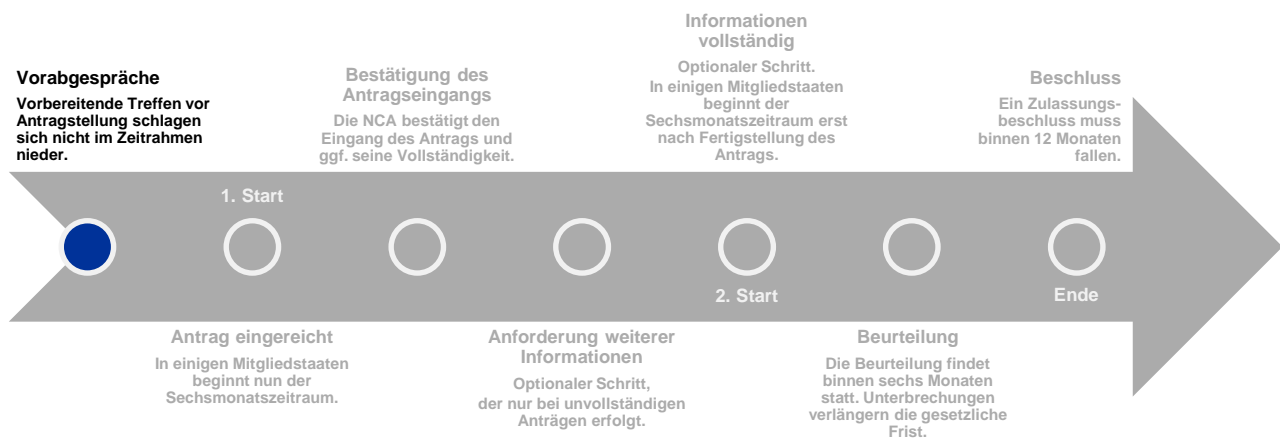 Vorabgespräche
Vorbereitende Treffen vor
Antragstellung schlagen
sich nicht im Zeitrahmen
nieder.
1. Start
Antrag eingereicht
In einigen Mitgliedstaaten
beginnt nun der
Sechsmonatszeitraum.
Bestätigung des
Antragseingangs
Die NCA bestätigt den
Eingang des Antrags und
ggf. seine Vollständigkeit.
Anforderung weiterer
Informationen
Optionaler Schritt,
der nur bei unvollständigen
Anträgen erfolgt.
Informationen
vollständig
Optionaler Schritt.
In einigen Mitgliedstaaten
beginnt der
Sechsmonatszeitraum erst
nach Fertigstellung des
Antrags.
2. Start
Beurteilung
Die Beurteilung findet
binnen sechs Monaten
statt. Unterbrechungen
verlängern die gesetzliche
Frist.
Beschluss
Ein Zulassungs-
beschluss muss
binnen 12 Monaten
fallen.
Ende